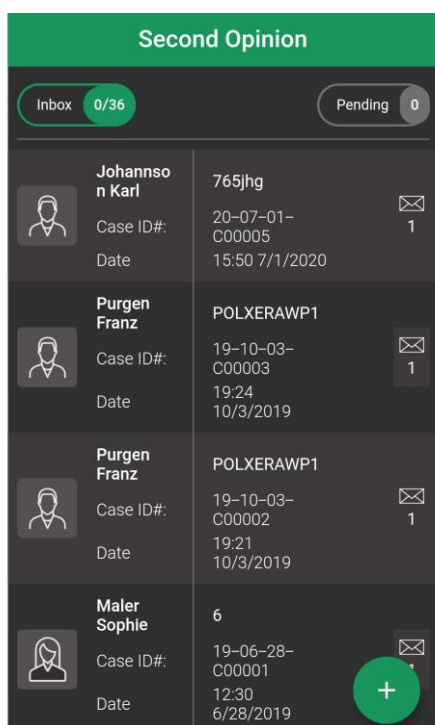 Second Opinion
Inbox 0/36 Pending 0
Johannso
n Karl
765jhg
Case ID#:
20-07-01-
C00005
1
Date
15:50 7/1/2020
Purgen
Franz
POLXERAWP1
Case ID#:
19-10-03-
C00003
1
Date
19:24
10/3/2019
Purgen
Franz
POLXERAWP1
Case ID#:
19-10-03-
C00002
1
Date
19:21
10/3/2019
Maler
Sophie
6
Case ID#:
19-06-28-
C00001
Date
12:30
6/28/2019
+